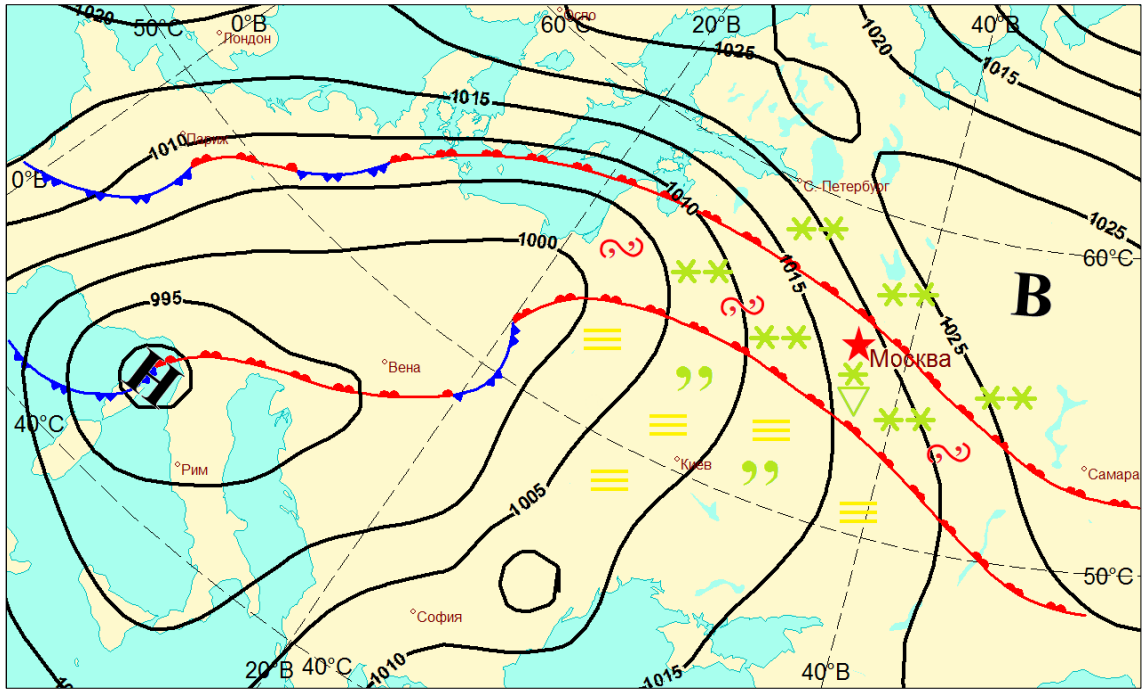 1020
50°С
0°В
Лондон
60°С
Осло
20°В
1025
1020
40°В
1015
1015
1010
Париж
0°В
С. Петербург
1010
1025
60°С
1000
1015
995
В
1025
Москва
Н
Вена
40°С
Рим
Киев
Самара
1005
50°С
София
20°В
40°С
1010
1015
40°В